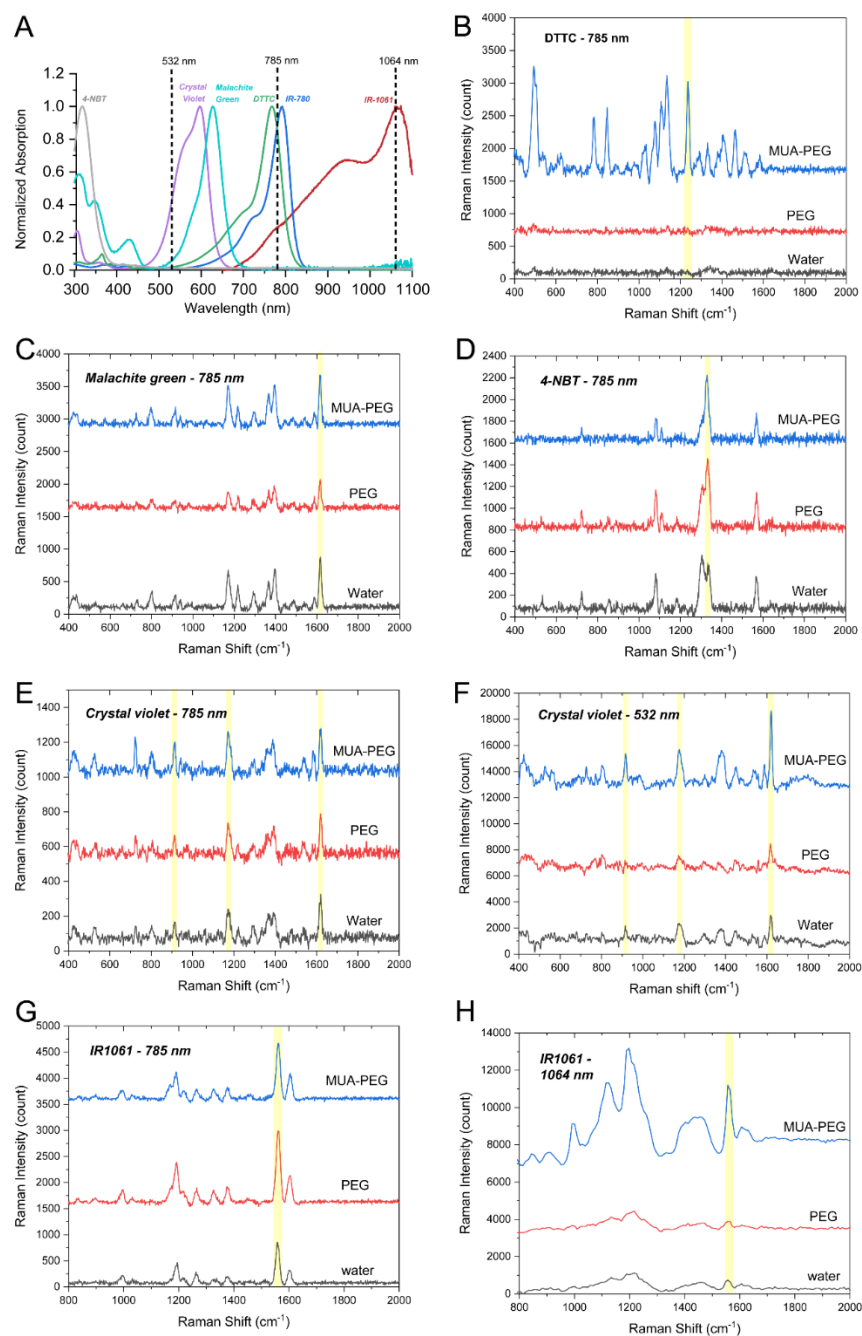 A
532 nm
785 nm
1064 nm
4-NBT
Crystal Violet
Malachite Green
DTTC
IR-780
IR-1061
Normalized Absorption
1.0
0.8
0.6
0.4
0.2
0.0
300 400 500 600 700 800 900 1000 1100
Wavelength (nm)
B
DTTC - 785 nm
MUA-PEG
PEG
Water
Raman Intensity (count)
4000
3500
3000
2500
2000
1500
1000
500
0
400 600 800 1000 1200 1400 1600 1800 2000
Raman Shift (cm-1)
C
Malachite green - 785 nm
MUA-PEG
PEG
Water
Raman Intensity (count)
4000
3500
3000
2500
2000
1500
1000
500
0
400 600 800 1000 1200 1400 1600 1800 2000
Raman Shift (cm-1)
D
4-NBT - 785 nm
MUA-PEG
PEG
Water
Raman Intensity (count)
2400
2200
2000
1800
1600
1400
1200
1000
800
600
400
200
0
400 600 800 1000 1200 1400 1600 1800 2000
Raman Shift (cm-1)
E
Crystal violet - 785 nm
MUA-PEG
PEG
Water
Raman Intensity (count)
1400
1200
1000
800
600
400
200
0
400 600 800 1000 1200 1400 1600 1800 2000
Raman Shift (cm-1)
F
Crystal violet - 532 nm
MUA-PEG
PEG
Water
Raman Intensity (count)
20000
18000
16000
14000
12000
10000
8000
6000
4000
2000
0
400 600 800 1000 1200 1400 1600 1800 2000
Raman shift (cm-1)
G
IR1061 - 785 nm
MUA-PEG
PEG
water
Raman Intensity (count)
5000
4500
4000
3500
3000
2500
2000
1500
1000
500
0
800 1000 1200 1400 1600 1800 2000
Raman Shift (cm-1)
H
IR1061 -
1064 nm
MUA-PEG
PEG
water
Raman Intensity (count)
14000
12000
10000
8000
6000
4000
2000
0
800 1000 1200 1400 1600 1800 2000
Raman Shift (cm-1)